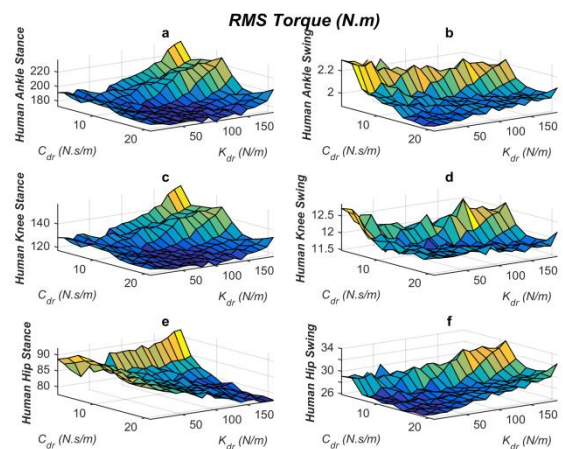 RMS Torque (N.m)
a
Human Ankle Stance
220
200
180
10
20
50
100
150
C_dr (N.s/m)
K_dr (N/m)
b
Human Ankle Swing
2.2
2
10
20
50
100
150
C_dr (N.s/m)
K_dr (N/m)
c
Human Knee Stance
140
120
10
20
50
100
150
C_dr (N.s/m)
K_dr (N/m)
d
Human Knee Swing
12.5
12
11.5
10
20
50
100
150
C_dr (N.s/m)
K_dr (N/m)
e
Human Hip Stance
90
85
80
10
20
50
100
150
C_dr (N.s/m)
K_dr (N/m)
f
Human Hip Swing
34
30
28
26
10
20
50
100
150
C_dr (N.s/m)
K_dr (N/m)